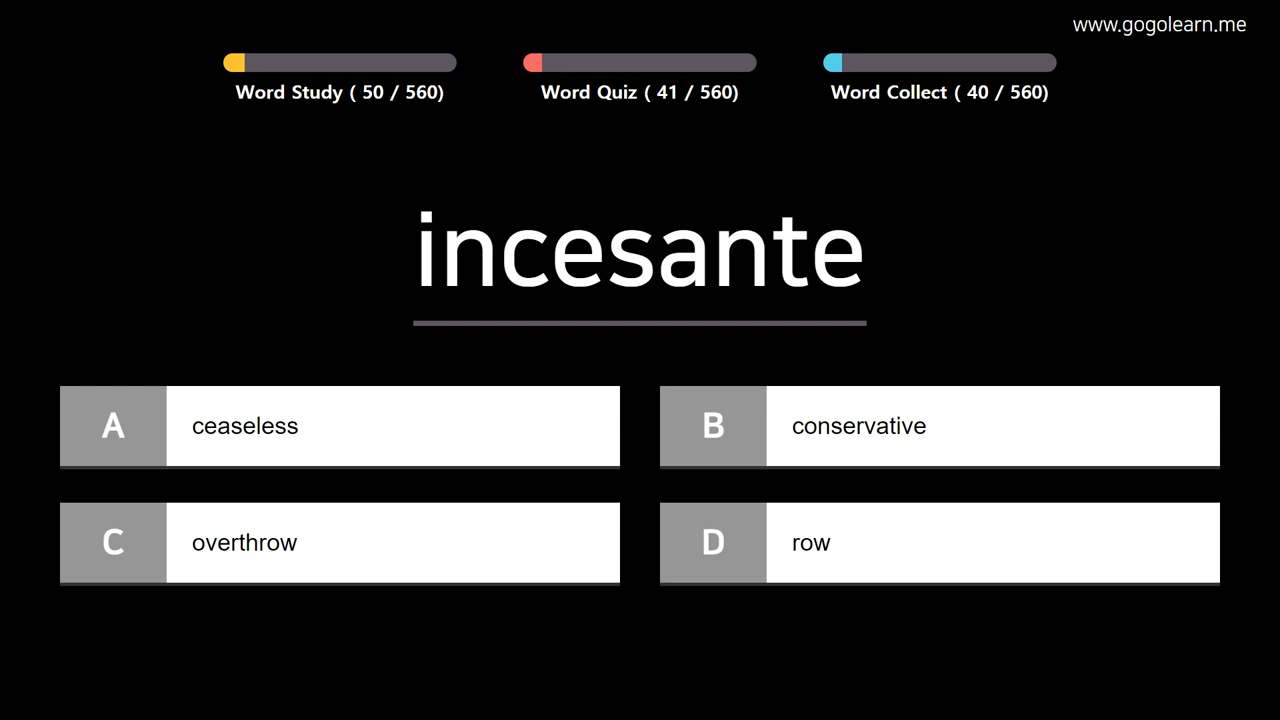 www.gogolearn.me
Word Study ( 50 / 560)
Word Quiz ( 41 / 560)
Word Collect ( 40 / 560)
incesante
A ceaseless
B conservative
C overthrow
D row